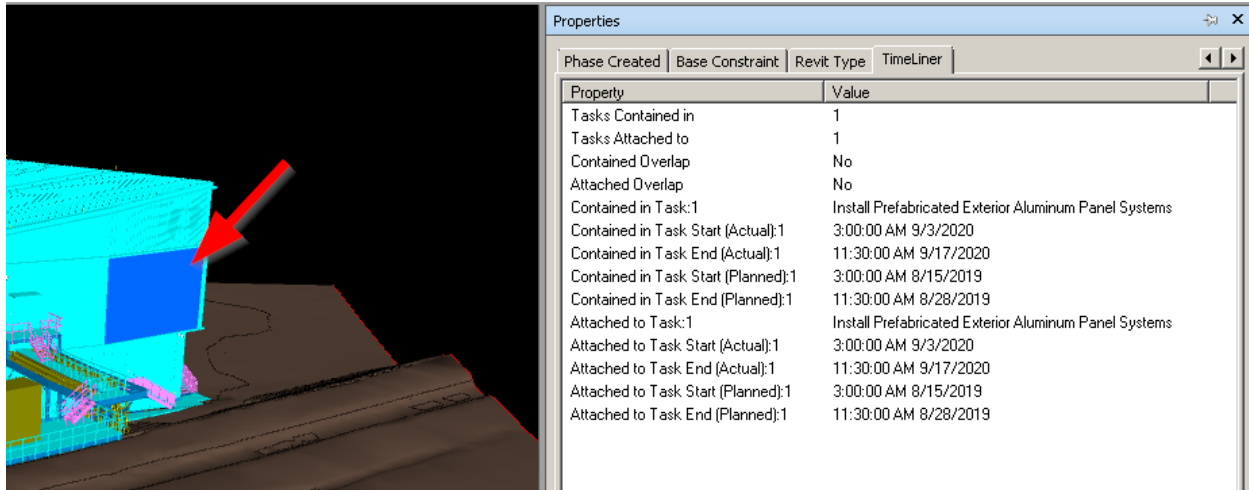 Properties
Phase Created Base Constraint Revit Type TimeLiner
Property Value
Tasks Contained in 1
Tasks Attached to 1
Contained Overlap No
Attached Overlap No
Contained in Task:1 Install Prefabricated Exterior Aluminum Panel Systems
Contained in Task Start (Actual):1 3:00:00 AM 9/3/2020
Contained in Task End (Actual):1 11:30:00 AM 9/17/2020
Contained in Task Start (Planned):1 3:00:00 AM 8/15/2019
Contained in Task End (Planned):1 11:30:00 AM 8/28/2019
Attached to Task:1 Install Prefabricated Exterior Aluminum Panel Systems
Attached to Task Start (Actual):1 3:00:00 AM 9/3/2020
Attached to Task End (Actual):1 11:30:00 AM 9/17/2020
Attached to Task Start (Planned):1 3:00:00 AM 8/15/2019
Attached to Task End (Planned):1 11:30:00 AM 8/28/2019